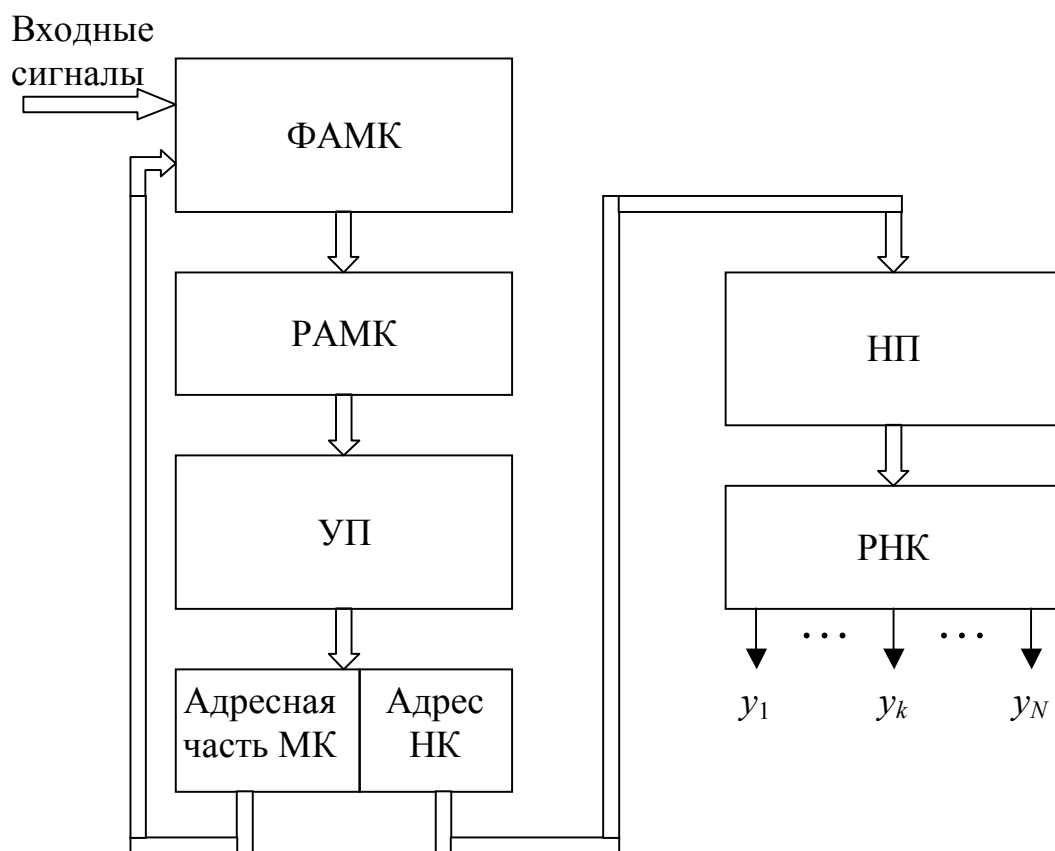 Входные
сигналы
ФАМК
РАМК
НП
УП
РНК
... ...
Адресная
часть МК
Адрес
НК
y1 yk yN